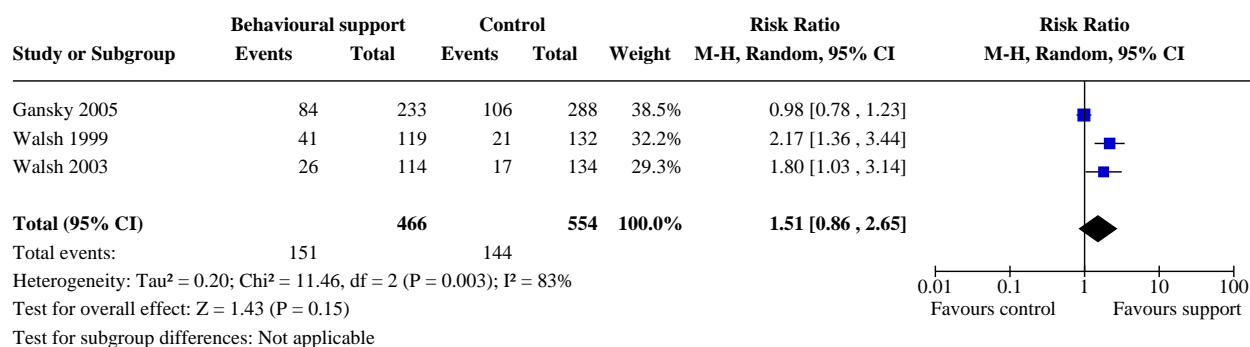 Behavioural support Control Risk Ratio Risk Ratio
Study or Subgroup Events Total Events Total Weight M-H, Random, 95% CI M-H, Random, 95% CI
Gansky 2005 84 233 106 288 38.5% 0.98 [0.78 , 1.23]
Walsh 1999 41 119 21 132 32.2% 2.17 [1.36 , 3.44]
Walsh 2003 26 114 17 134 29.3% 1.80 [1.03 , 3.14]
Total (95% CI) 466 554 100.0% 1.51 [0.86 , 2.65]
Total events: 151 144
Heterogeneity: Tau² = 0.20; Chi² = 11.46, df = 2 (P = 0.003); I² = 83%
Test for overall effect: Z = 1.43 (P = 0.15)
Test for subgroup differences: Not applicable
0.01 0.1 1 10 100
Favours control Favours support